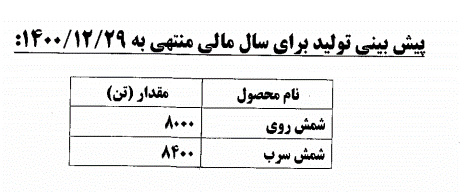 پیش بینی تولید برای سال مالی منتهی به ۱۴۰۰/۱۲/۲۹:
نام محصول مقدار (تن)
شمش روی ۸۰۰۰
شمش سرب ۸۴۰۰